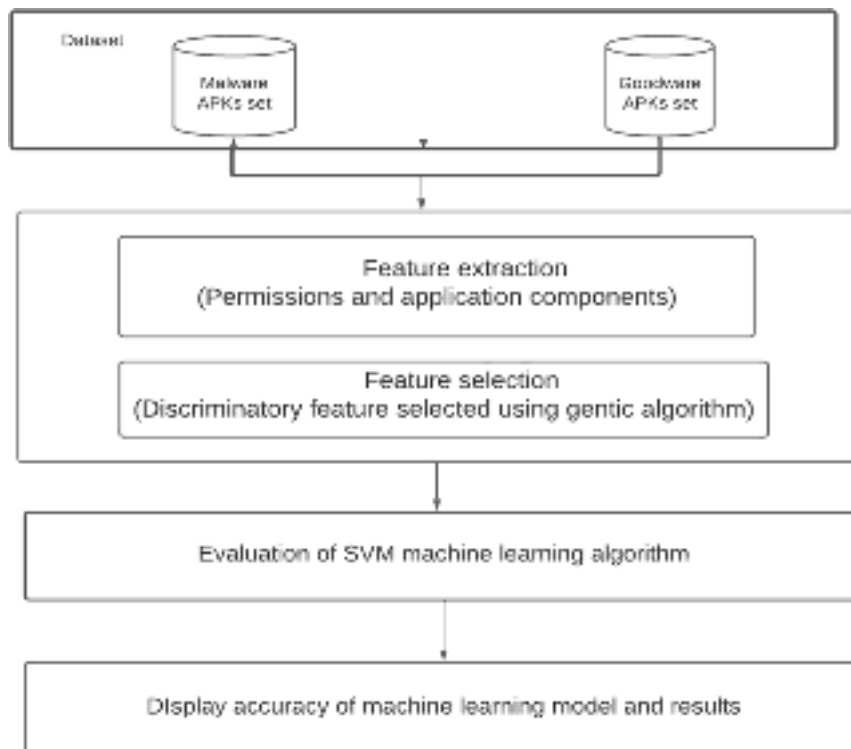 Dataset
Malware
APKs set
Goodware
APKs set
Feature extraction
(Permissions and application components)
Feature selection
(Discriminatory feature selected using gentic algorithm)
Evaluation of SVM machine learning algorithm
DIsplay accuracy of machine learning model and results